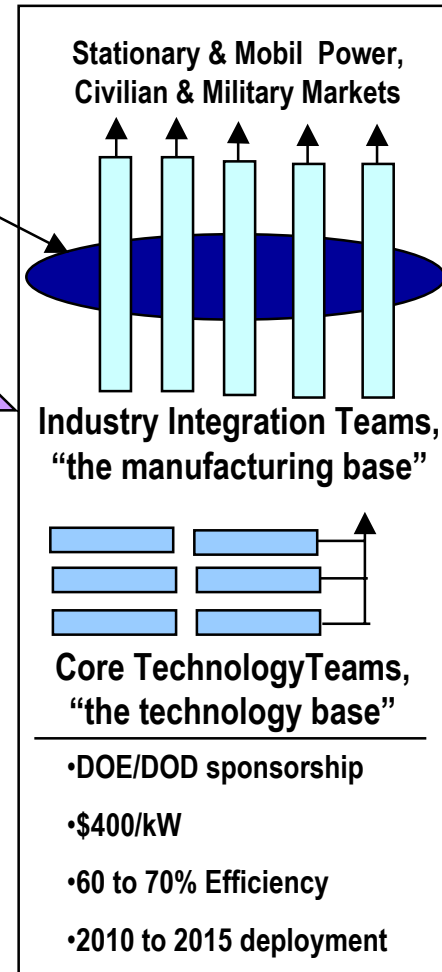 Stationary & Mobil Power,
Civilian & Military Markets
Industry Integration Teams,
“the manufacturing base”
Core TechnologyTeams,
“the technology base”
•DOE/DOD sponsorship
•$400/kW
•60 to 70% Efficiency
•2010 to 2015 deployment